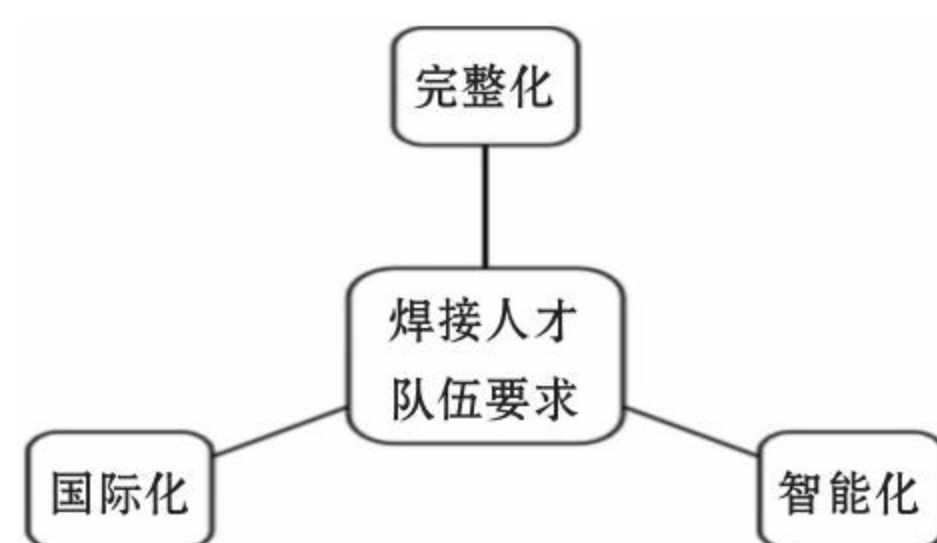 完整化
焊接人才
队伍要求
国际化
智能化